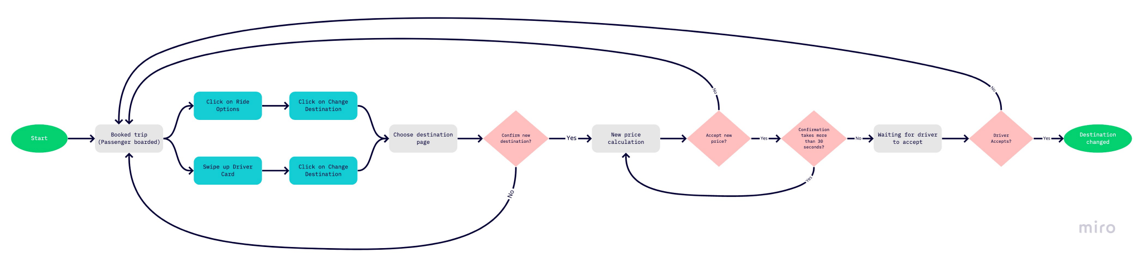 Start
Booked trip
(Passenger boarded)
Click on Ride
Options
Click on Change
Destination
Swipe up Driver
Card
Click on Change
Destination
Choose destination
page
Confirm new
destination?
No
Yes
New price
calculation
Accept new
price?
No
Yes
Confirmation
takes more
than 30
seconds?
Yes
No
Waiting for driver
to accept
Driver
Accepts?
No
Yes
Destination
changed
miro